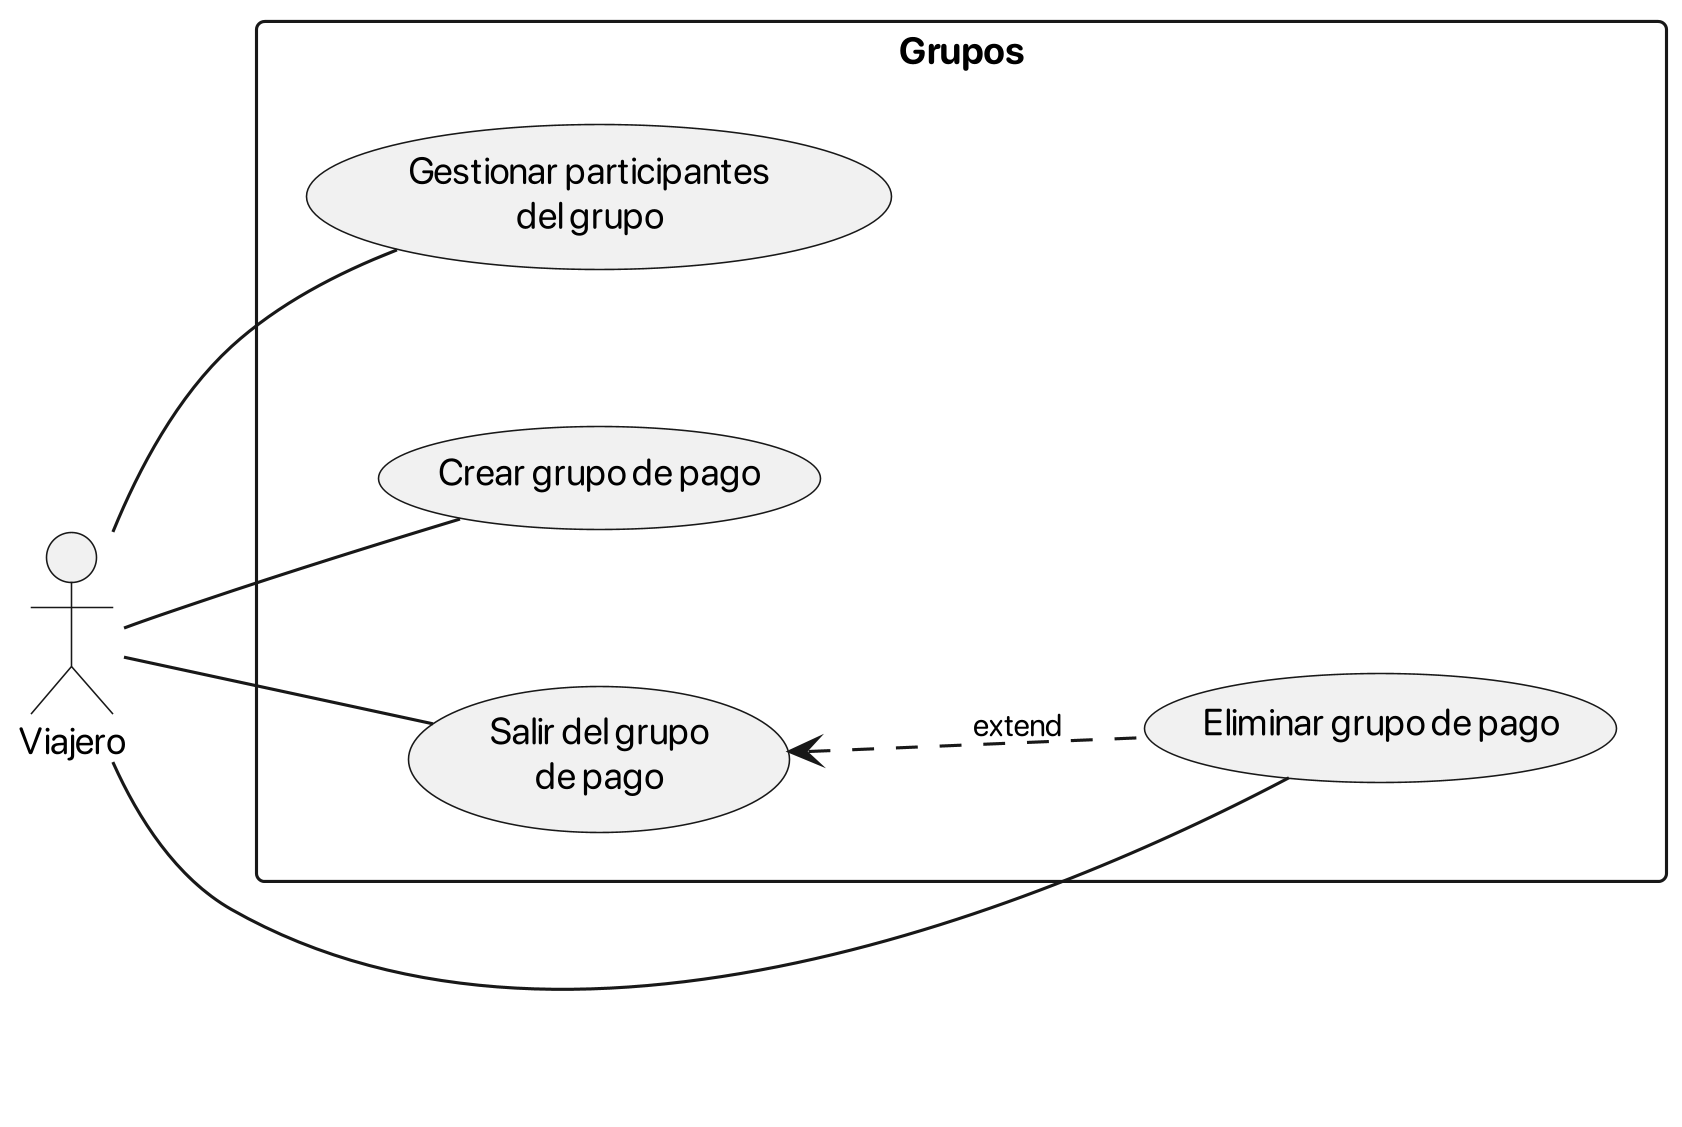 Grupos
Gestionar participantes
del grupo
Crear grupo de pago
Salir del grupo
de pago
extend
Eliminar grupo de pago
Viajero